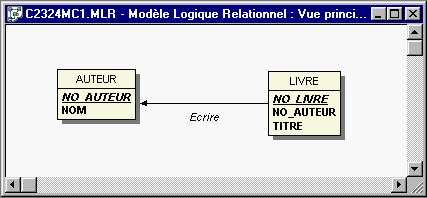 C2324MC1.MLR - Modèle Logique Relationnel : Vue princi...
AUTEUR
NO_AUTEUR
NOM
Ecrire
LIVRE
NO_LIVRE
NO_AUTEUR
TITRE